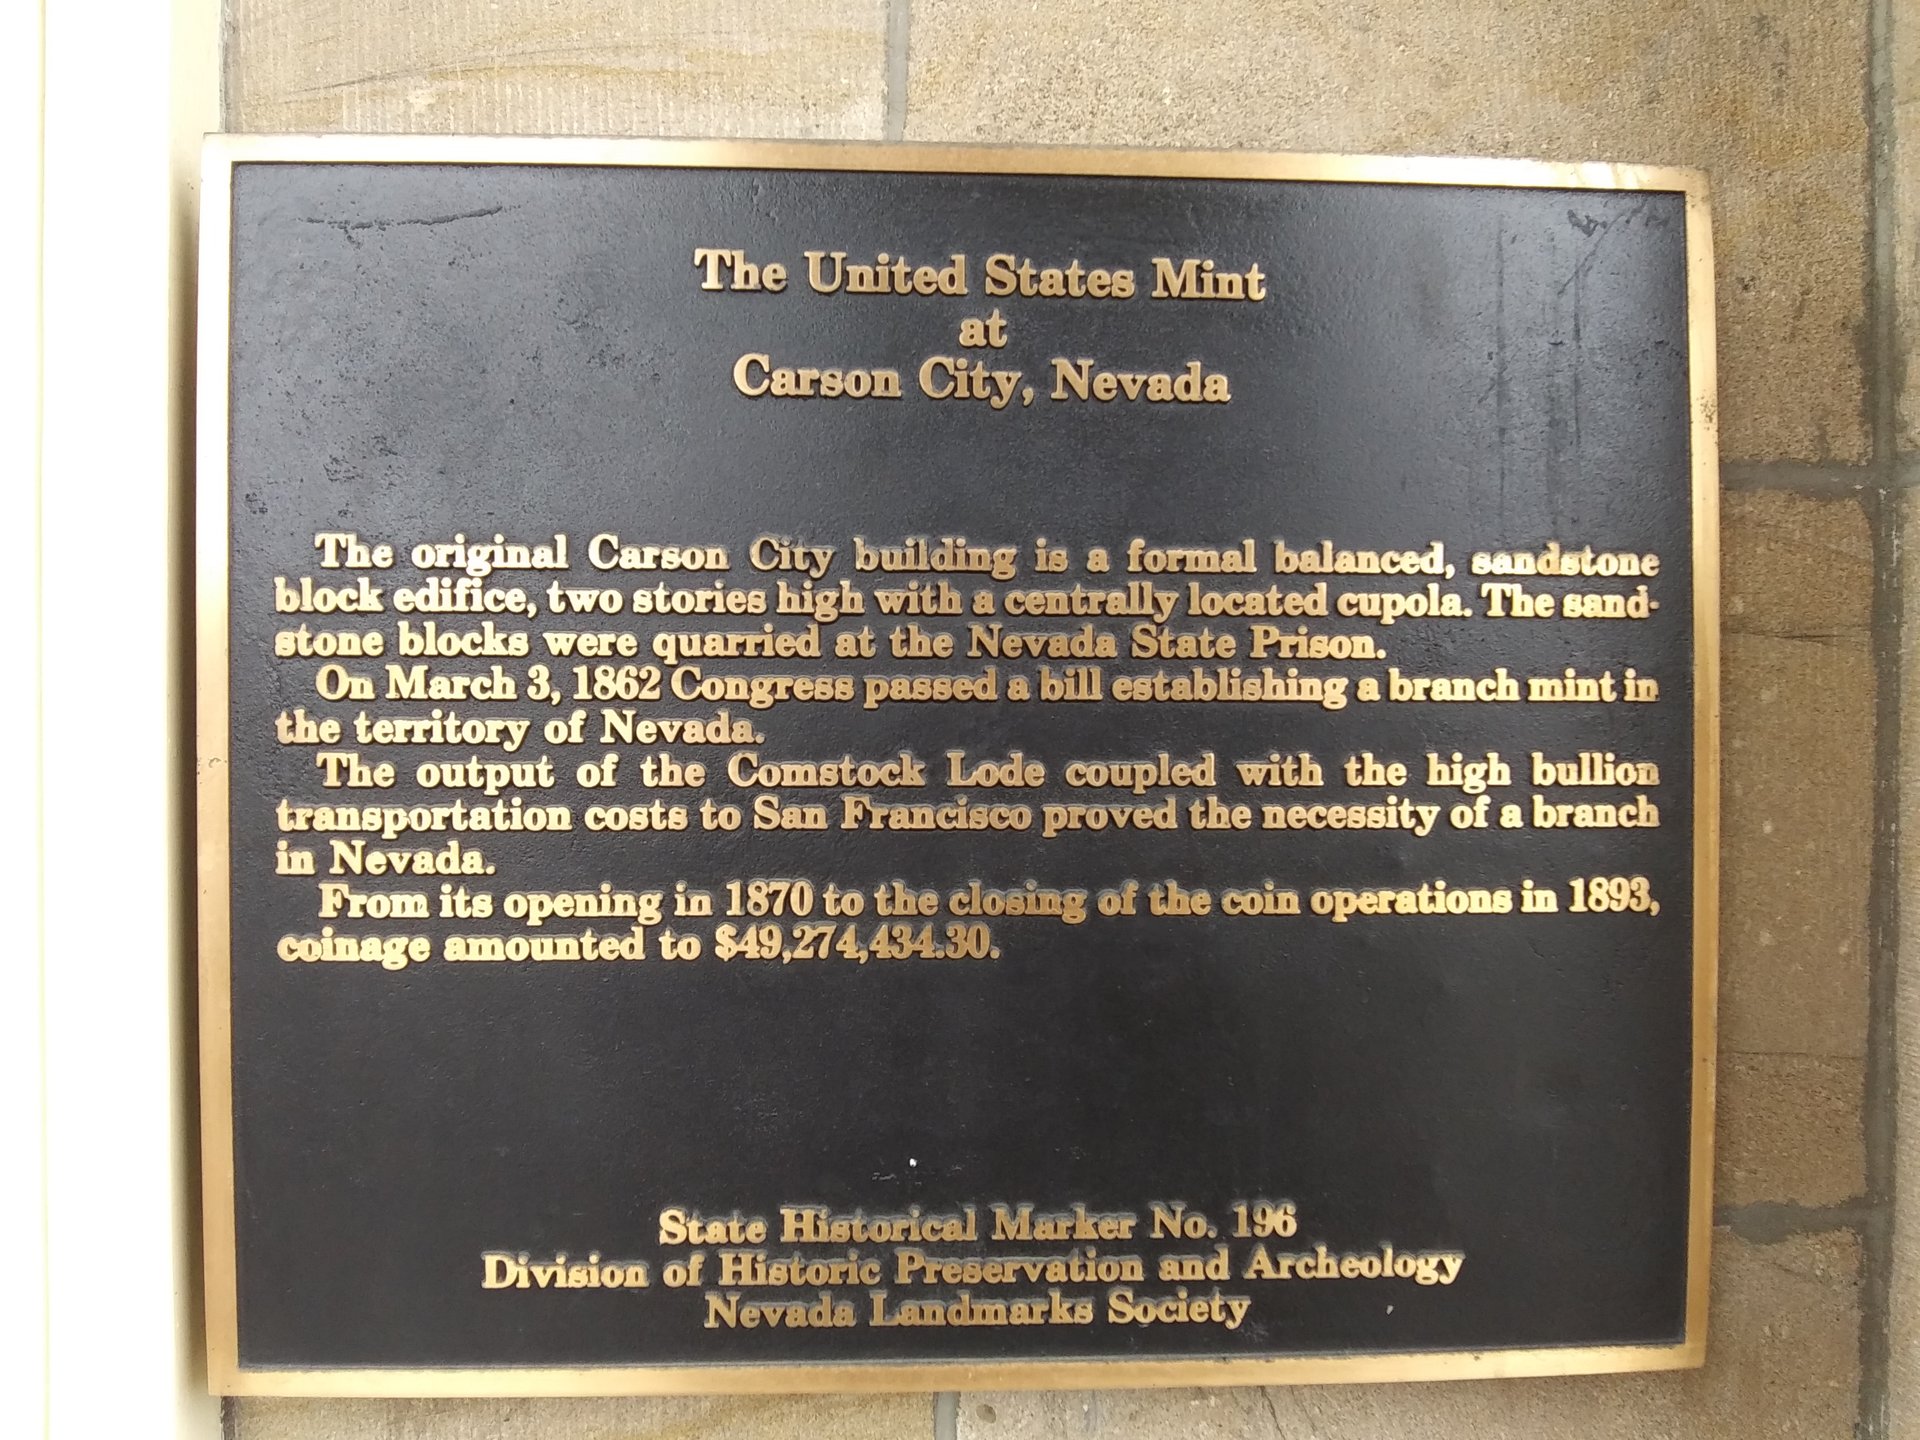 The United States Mint
at
Carson City, Nevada
The original Carson City building is a formal balanced, sandstone
block edifice, two stories high with a centrally located cupola. The sand-
stone blocks were quarried at the Nevada State Prison.
On March 3, 1862 Congress passed a bill establishing a branch mint in
the territory of Nevada.
The output of the Comstock Lode coupled with the high bullion
transportation costs to San Francisco proved the necessity of a branch
in Nevada.
From its opening in 1870 to the closing of the coin operations in 1893,
coinage amounted to $49,274,434.30.
State Historical Marker No. 196
Division of Historic Preservation and Archeology
Nevada Landmarks Society